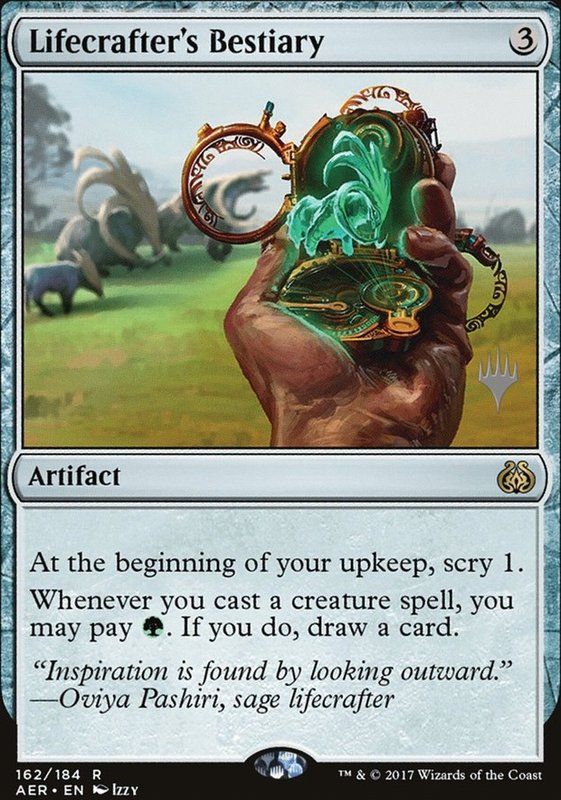 Lifecrafter's Bestiary 3
Artifact
At the beginning of your upkeep, scry 1.
Whenever you cast a creature spell, you
may pay . If you do, draw a card.
“Inspiration is found by looking outward.”
—Oviya Pashiri, sage lifecrafter
162/184 R
AER • EN Izzy
™ & © 2017 Wizards of the Coast